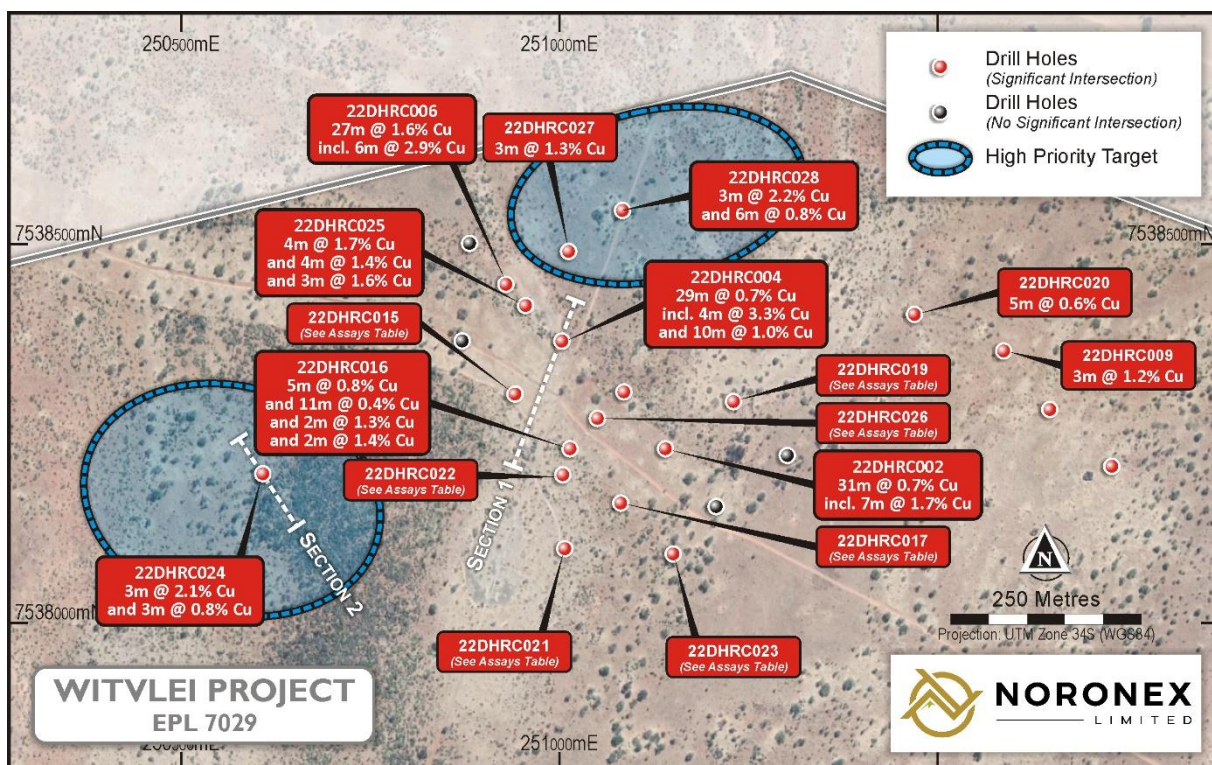 250500mE
251000mE
Drill Holes
(Significant Intersection)
Drill Holes
(No Significant Intersection)
High Priority Target
22DHRC006
27m @ 1.6% Cu
incl. 6m @ 2.9% Cu
22DHRC027
3m @ 1.3% Cu
22DHRC028
3m @ 2.2% Cu
and 6m @ 0.8% Cu
7538500mN
7538500mN
22DHRC025
4m @ 1.7% Cu
and 4m @ 1.4% Cu
and 3m @ 1.6% Cu
22DHRC004
29m @ 0.7% Cu
incl. 4m @ 3.3% Cu
and 10m @ 1.0% Cu
22DHRC020
5m @ 0.6% Cu
22DHRC015
(See Assays Table)
22DHRC009
3m @ 1.2% Cu
22DHRC016
5m @ 0.8% Cu
and 11m @ 0.4% Cu
and 2m @ 1.3% Cu
and 2m @ 1.4% Cu
22DHRC019
(See Assays Table)
22DHRC026
(See Assays Table)
22DHRC022
(See Assays Table)
22DHRC002
31m @ 0.7% Cu
incl. 7m @ 1.7% Cu
SECTION 1
SECTION 2
22DHRC017
(See Assays Table)
22DHRC024
3m @ 2.1% Cu
and 3m @ 0.8% Cu
N
250 Metres
Projection: UTM Zone 34S (WGS84)
7538000mN
22DHRC021
(See Assays Table)
22DHRC023
(See Assays Table)
WITVLEI PROJECT
EPL 7029
250500mE
251000mE
NORONEX
LIMITED